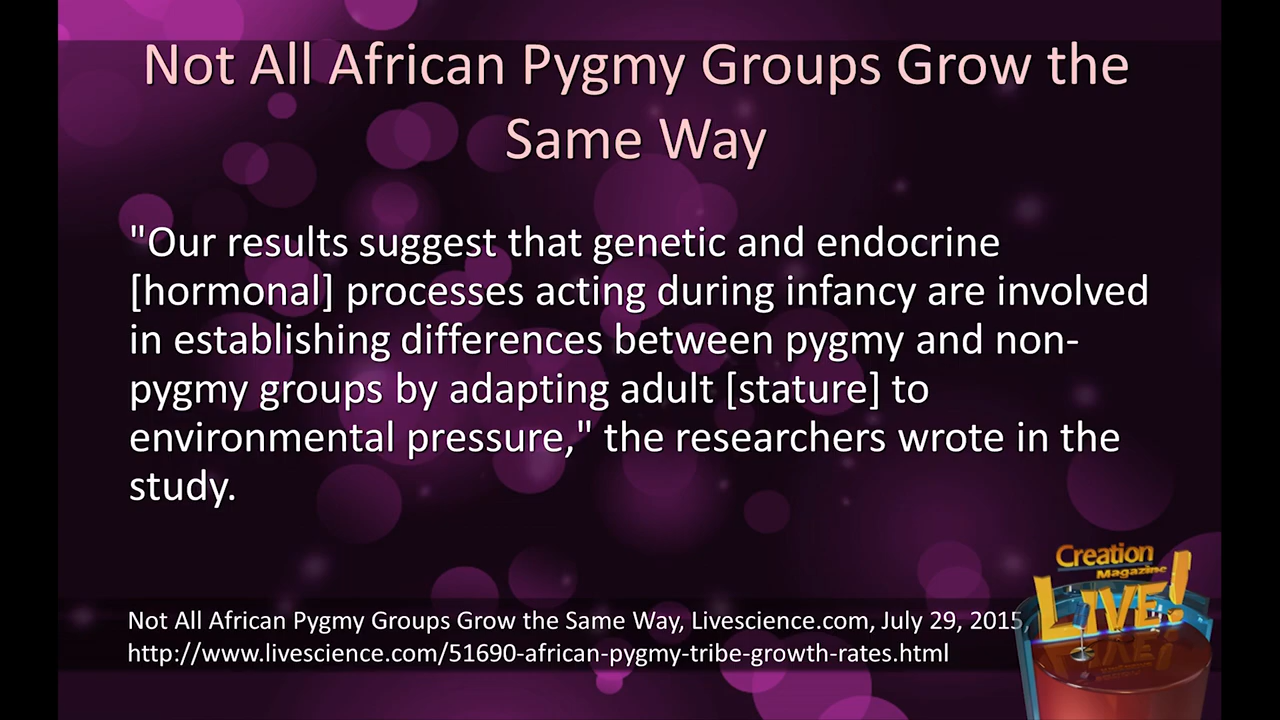 Not All African Pygmy Groups Grow the
Same Way
"Our results suggest that genetic and endocrine
[hormonal] processes acting during infancy are involved
in establishing differences between pygmy and non-
pygmy groups by adapting adult [stature] to
environmental pressure," the researchers wrote in the
study.
Not All African Pygmy Groups Grow the Same Way, Livescience.com, July 29, 2015,
http://www.livescience.com/51690-african-pygmy-tribe-growth-rates.html
Creation
Magazine
LIVE!